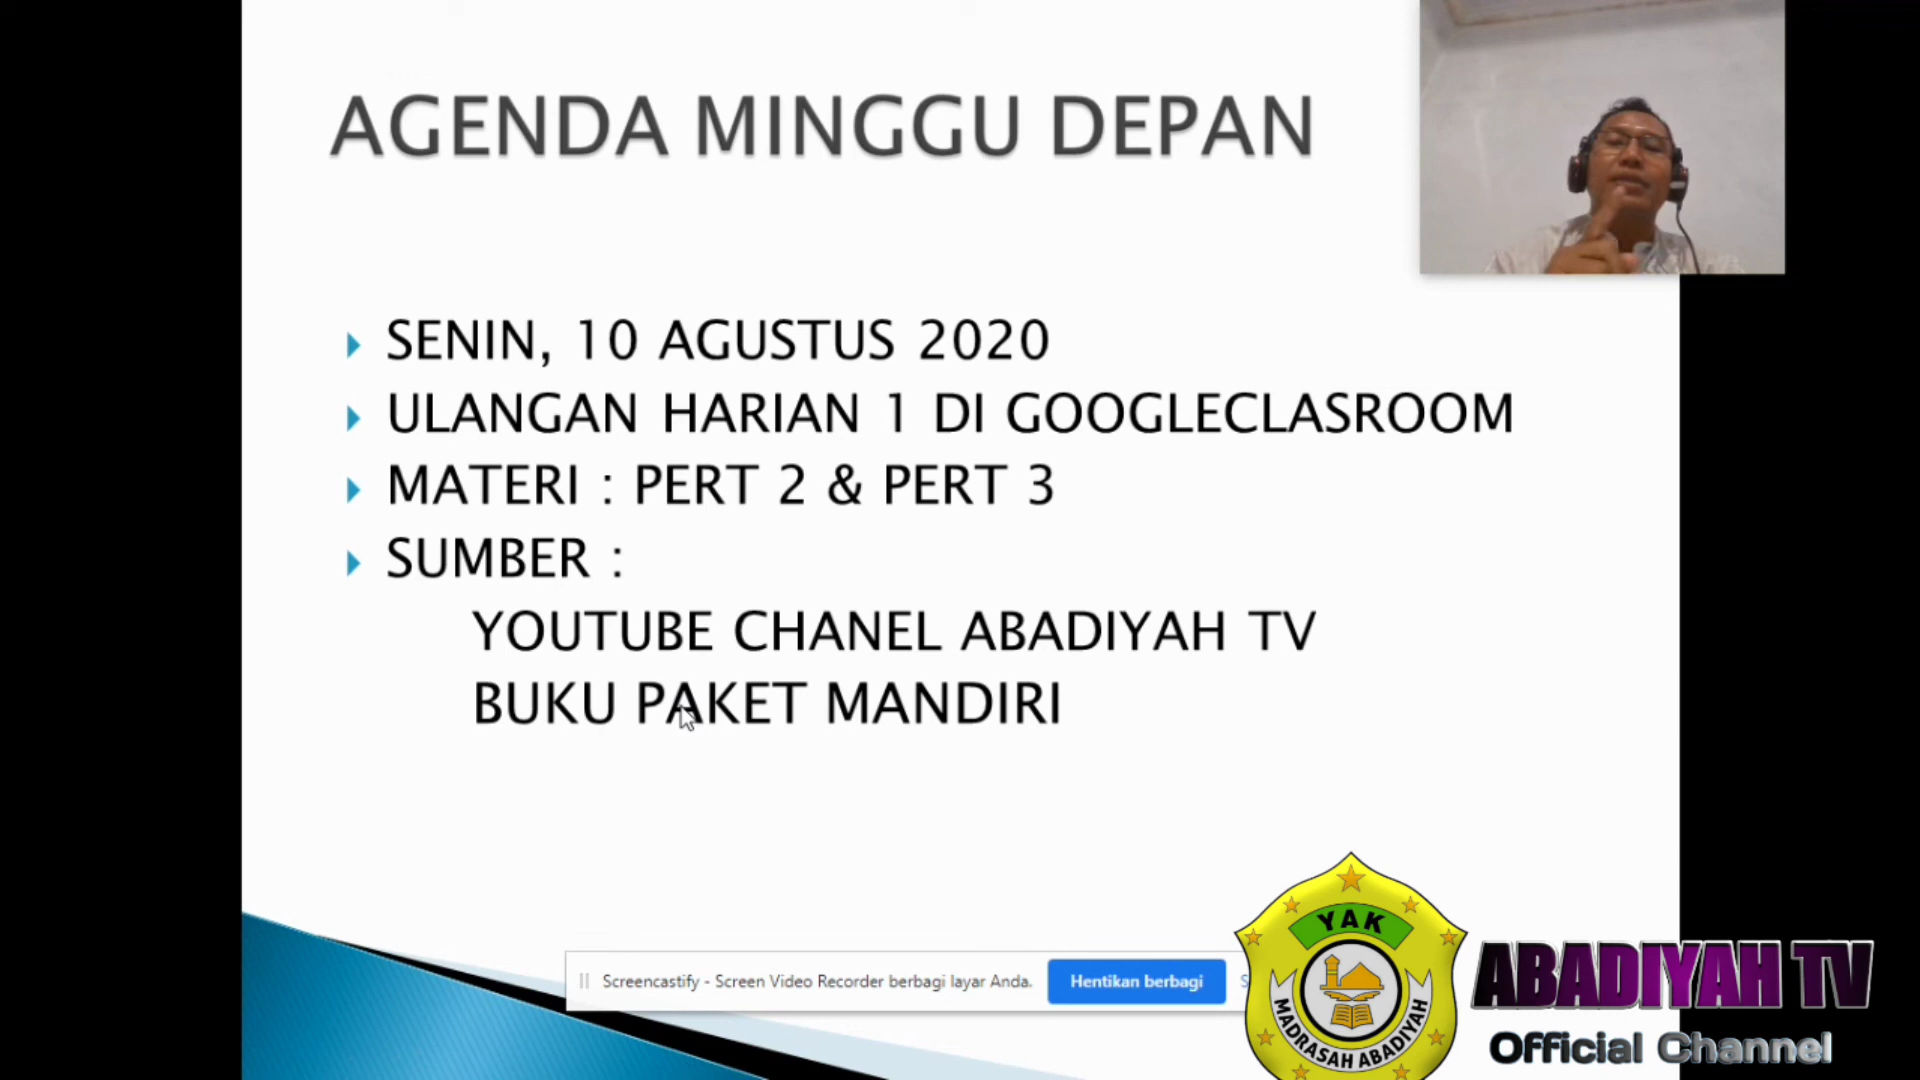 AGENDA MINGGU DEPAN
SENIN, 10 AGUSTUS 2020
ULANGAN HARIAN 1 DI GOOGLECLASROOM
MATERI : PERT 2 & PERT 3
SUMBER :
YOUTUBE CHANEL ABADIYAH TV
BUKU PAKET MANDIRI
Screencastify - Screen Video Recorder berbagi layar Anda.
Hentikan berbagi
YAK
MADRASAH ABADIYAH
ABADIYAH TV
Official Channel